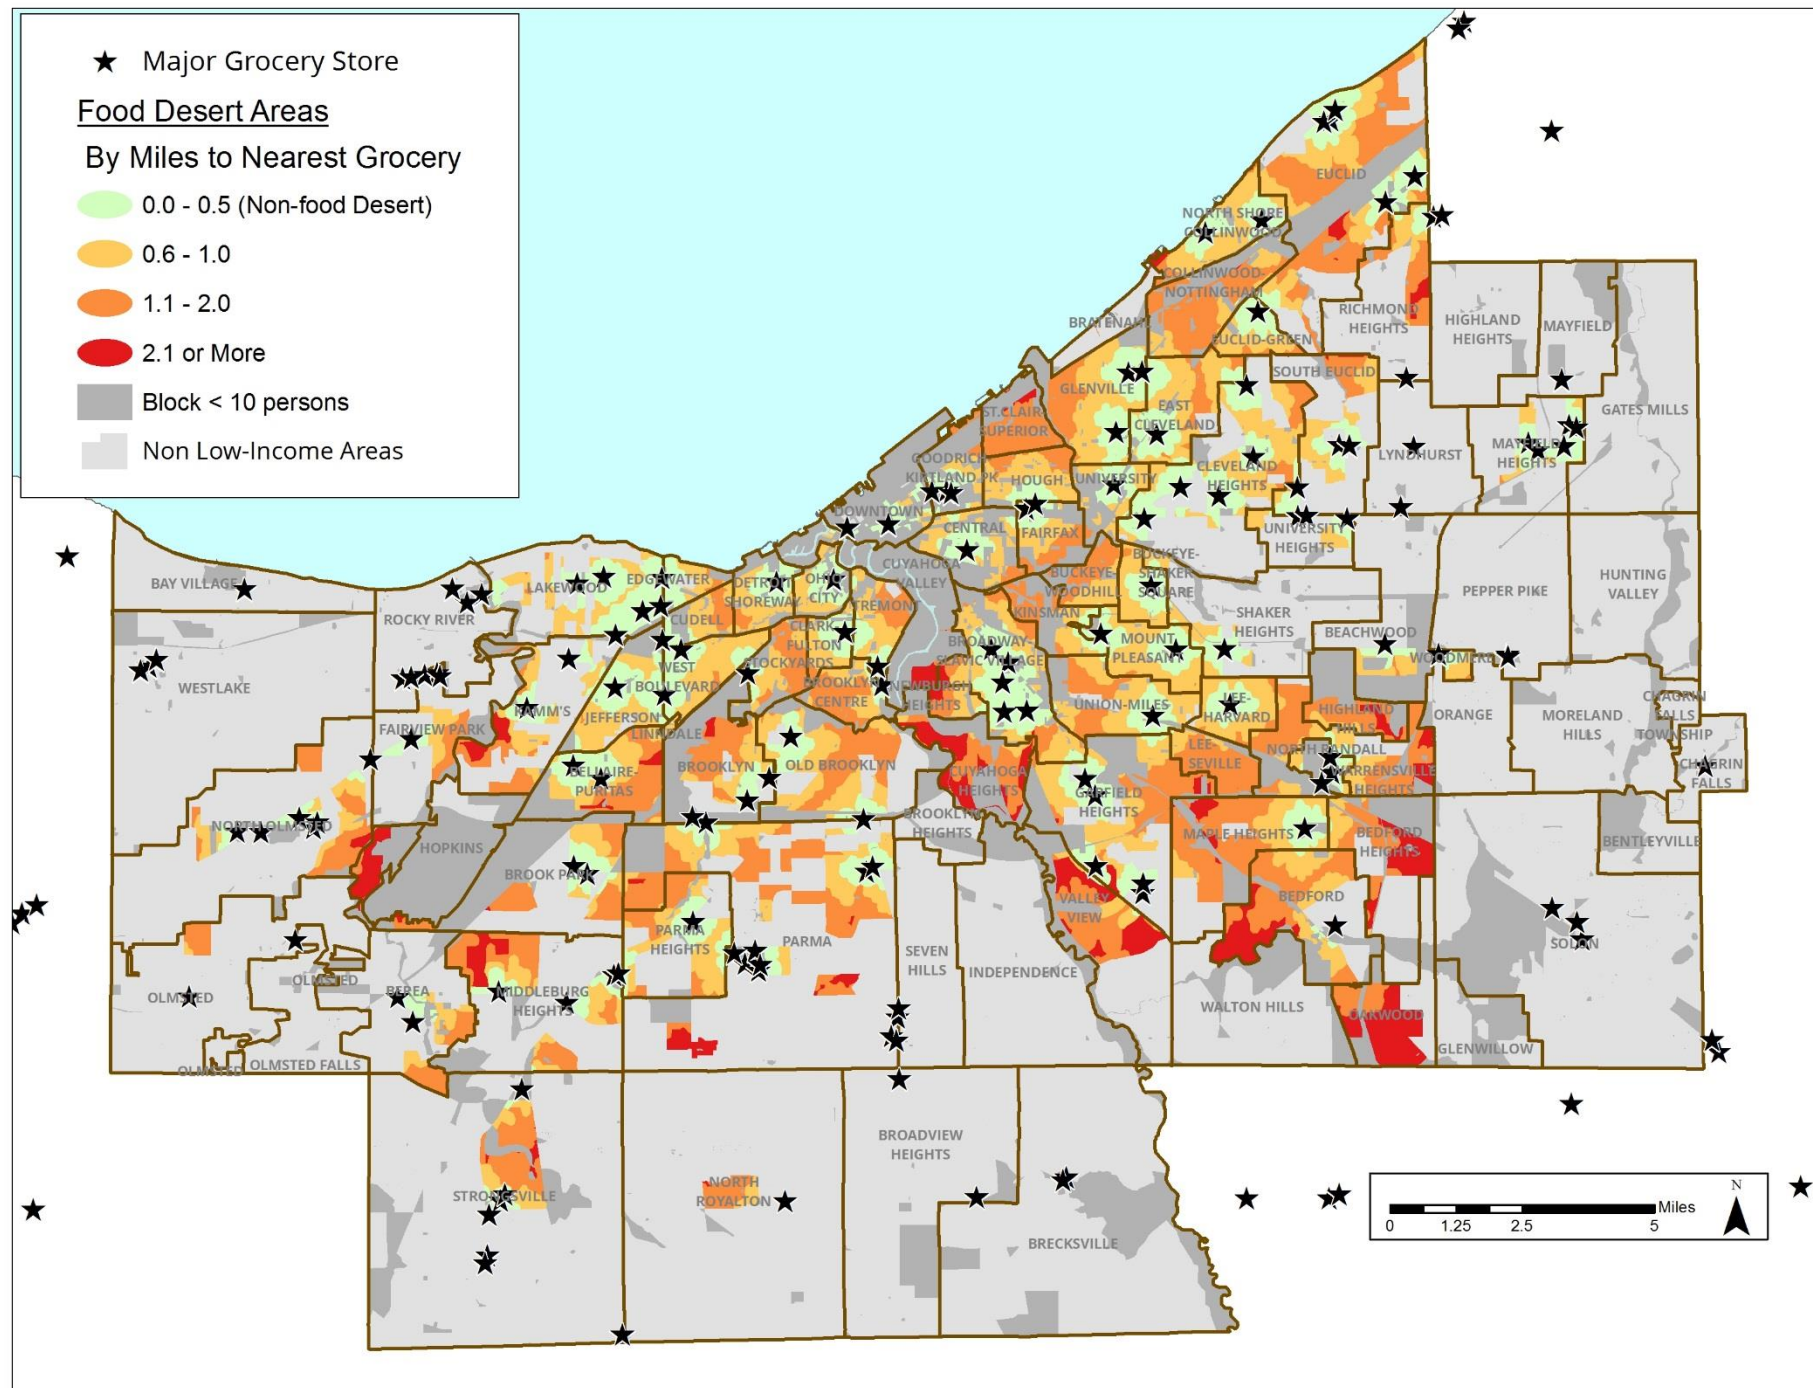 Major Grocery Store
Food Desert Areas
By Miles to Nearest Grocery
0.0 - 0.5 (Non-food Desert)
0.6 - 1.0
1.1 - 2.0
2.1 or More
Block < 10 persons
Non Low-Income Areas
EUCLID
NORTH SHORE
COLLINWOOD
COLLINWOOD-
NOTTINGHAM
BRATENAHL
EUCLID-GREEN
RICHMOND
HEIGHTS
HIGHLAND
HEIGHTS
MAYFIELD
GATES MILLS
SOUTH EUCLID
GLENVILLE
EAST
CLEVELAND
ST.CLAIR-
SUPERIOR
LYNDHURST
MAYFIELD
HEIGHTS
CLEVELAND
HEIGHTS
GOODRICH-
KIRTLAND PK
HOUGH
UNIVERSITY
DOWNTOWN
CENTRAL
FAIRFAX
UNIVERSITY
HEIGHTS
CUYAHOGA
VALLEY
BUCKEYE-
SHAKER
SQUARE
BUCKEYE-
WOODHILL
BAY VILLAGE
LAKEWOOD
EDGEWATER
DETROIT
SHOREWAY
OHIO
CITY
TREMONT
KINSMAN
SHAKER
HEIGHTS
PEPPER PIKE
HUNTING
VALLEY
ROCKY RIVER
CUDELL
CLARK
FULTON
BROADWAY-
SLAVIC VILLAGE
MOUNT
PLEASANT
BEACHWOOD
WOODMERE
WESTLAKE
WEST
BOULEVARD
STOCKYARDS
BROOKLYN
CENTRE
NEWBURGH
HEIGHTS
KAMM'S
JEFFERSON
LINNDALE
UNION-MILES
LEE-
HARVARD
HIGHLAND
HILLS
ORANGE
MORELAND
HILLS
CHAGRIN
FALLS
TOWNSHIP
FAIRVIEW PARK
BELLAIRE-
PURITAS
BROOKLYN
OLD BROOKLYN
CUYAHOGA
HEIGHTS
LEE-
SEVILLE
NORTH RANDALL
WARRENSVILLE
HEIGHTS
CHAGRIN
FALLS
GARFIELD
HEIGHTS
NORTH OLMSTED
HOPKINS
BROOKLYN
HEIGHTS
MAPLE HEIGHTS
BEDFORD
HEIGHTS
BENTLEYVILLE
BROOK PARK
VALLEY
VIEW
BEDFORD
PARMA
HEIGHTS
PARMA
SEVEN
HILLS
INDEPENDENCE
SOLON
OLMSTED
OLMSTED
BEREA
MIDDLEBURG
HEIGHTS
WALTON HILLS
OAKWOOD
GLENWILLOW
OLMSTED
OLMSTED FALLS
STRONGSVILLE
NORTH
ROYALTON
BROADVIEW
HEIGHTS
BRECKSVILLE
N
Miles
0 1.25 2.5 5